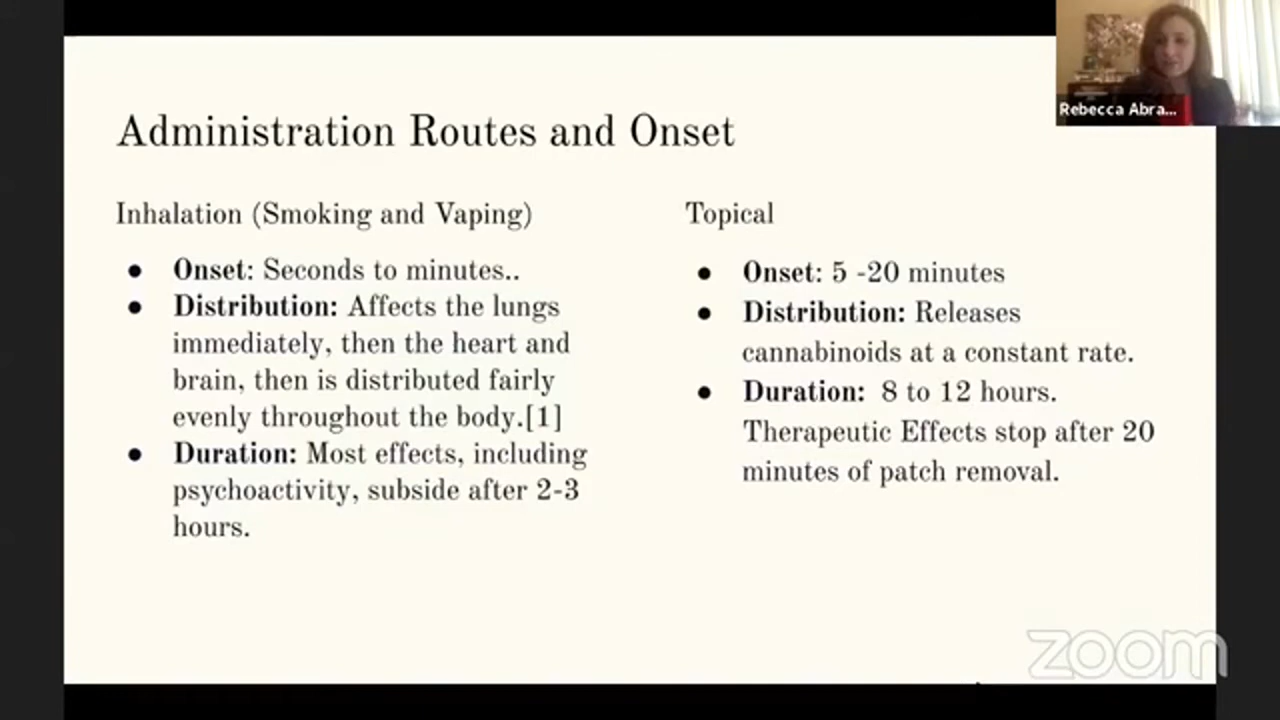 Rebecca Abra...
Administration Routes and Onset
Inhalation (Smoking and Vaping)
● Onset: Seconds to minutes..
● Distribution: Affects the lungs
immediately, then the heart and
brain, then is distributed fairly
evenly throughout the body.[1]
● Duration: Most effects, including
psychoactivity, subside after 2-3
hours.
Topical
● Onset: 5 -20 minutes
● Distribution: Releases
cannabinoids at a constant rate.
● Duration:  8 to 12 hours.
Therapeutic Effects stop after 20
minutes of patch removal.
zoom